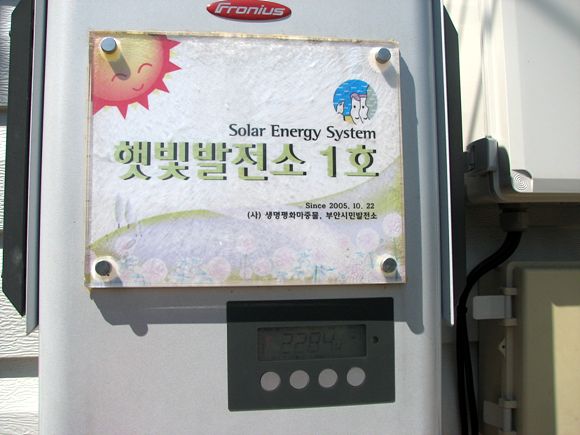 Fronius
Solar Energy System
햇빛발전소 1호
Since 2005. 10. 22
(사) 생명평화마중물, 부안시민발전소